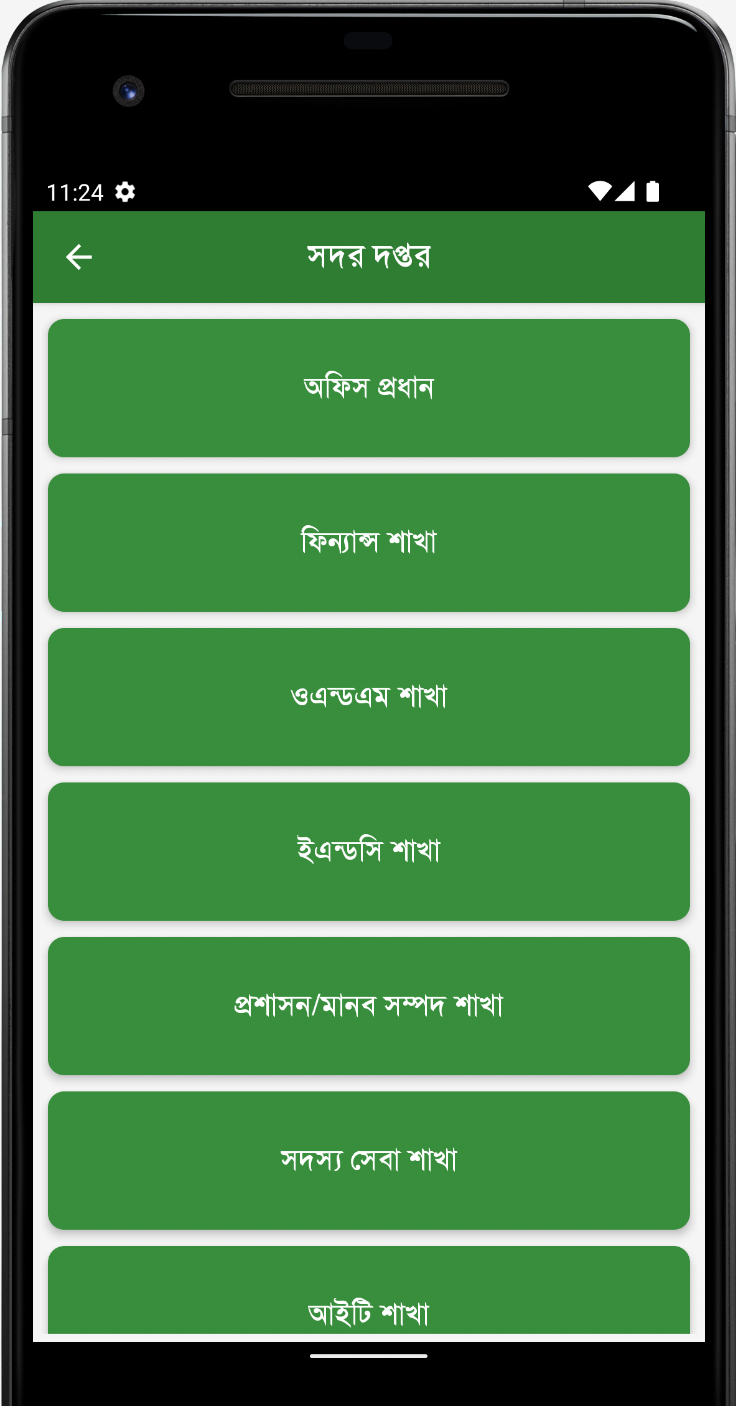 11:24
সদর দপ্তর
অফিস প্রধান
ফিন্যান্স শাখা
ওএন্ডএম শাখা
ইএন্ডসি শাখা
প্রশাসন/মানব সম্পদ শাখা
সদস্য সেবা শাখা
আইটি শাখা